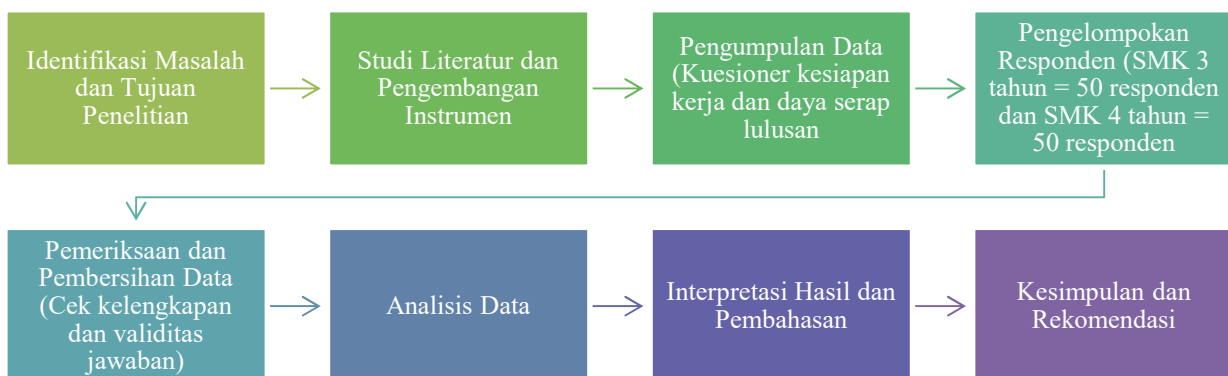 Identifikasi Masalah
dan Tujuan
Penelitian
Studi Literatur dan
Pengembangan
Instrumen
Pengumpulan Data
(Kuesioner kesiapan
kerja dan daya serap
lulusan
Pengelompokan
Responden (SMK 3
tahun = 50 responden
dan SMK 4 tahun =
50 responden
Pemeriksaan dan
Pembersihan Data
(Cek kelengkapan
dan validitas
jawaban)
Analisis Data
Interpretasi Hasil dan
Pembahasan
Kesimpulan dan
Rekomendasi